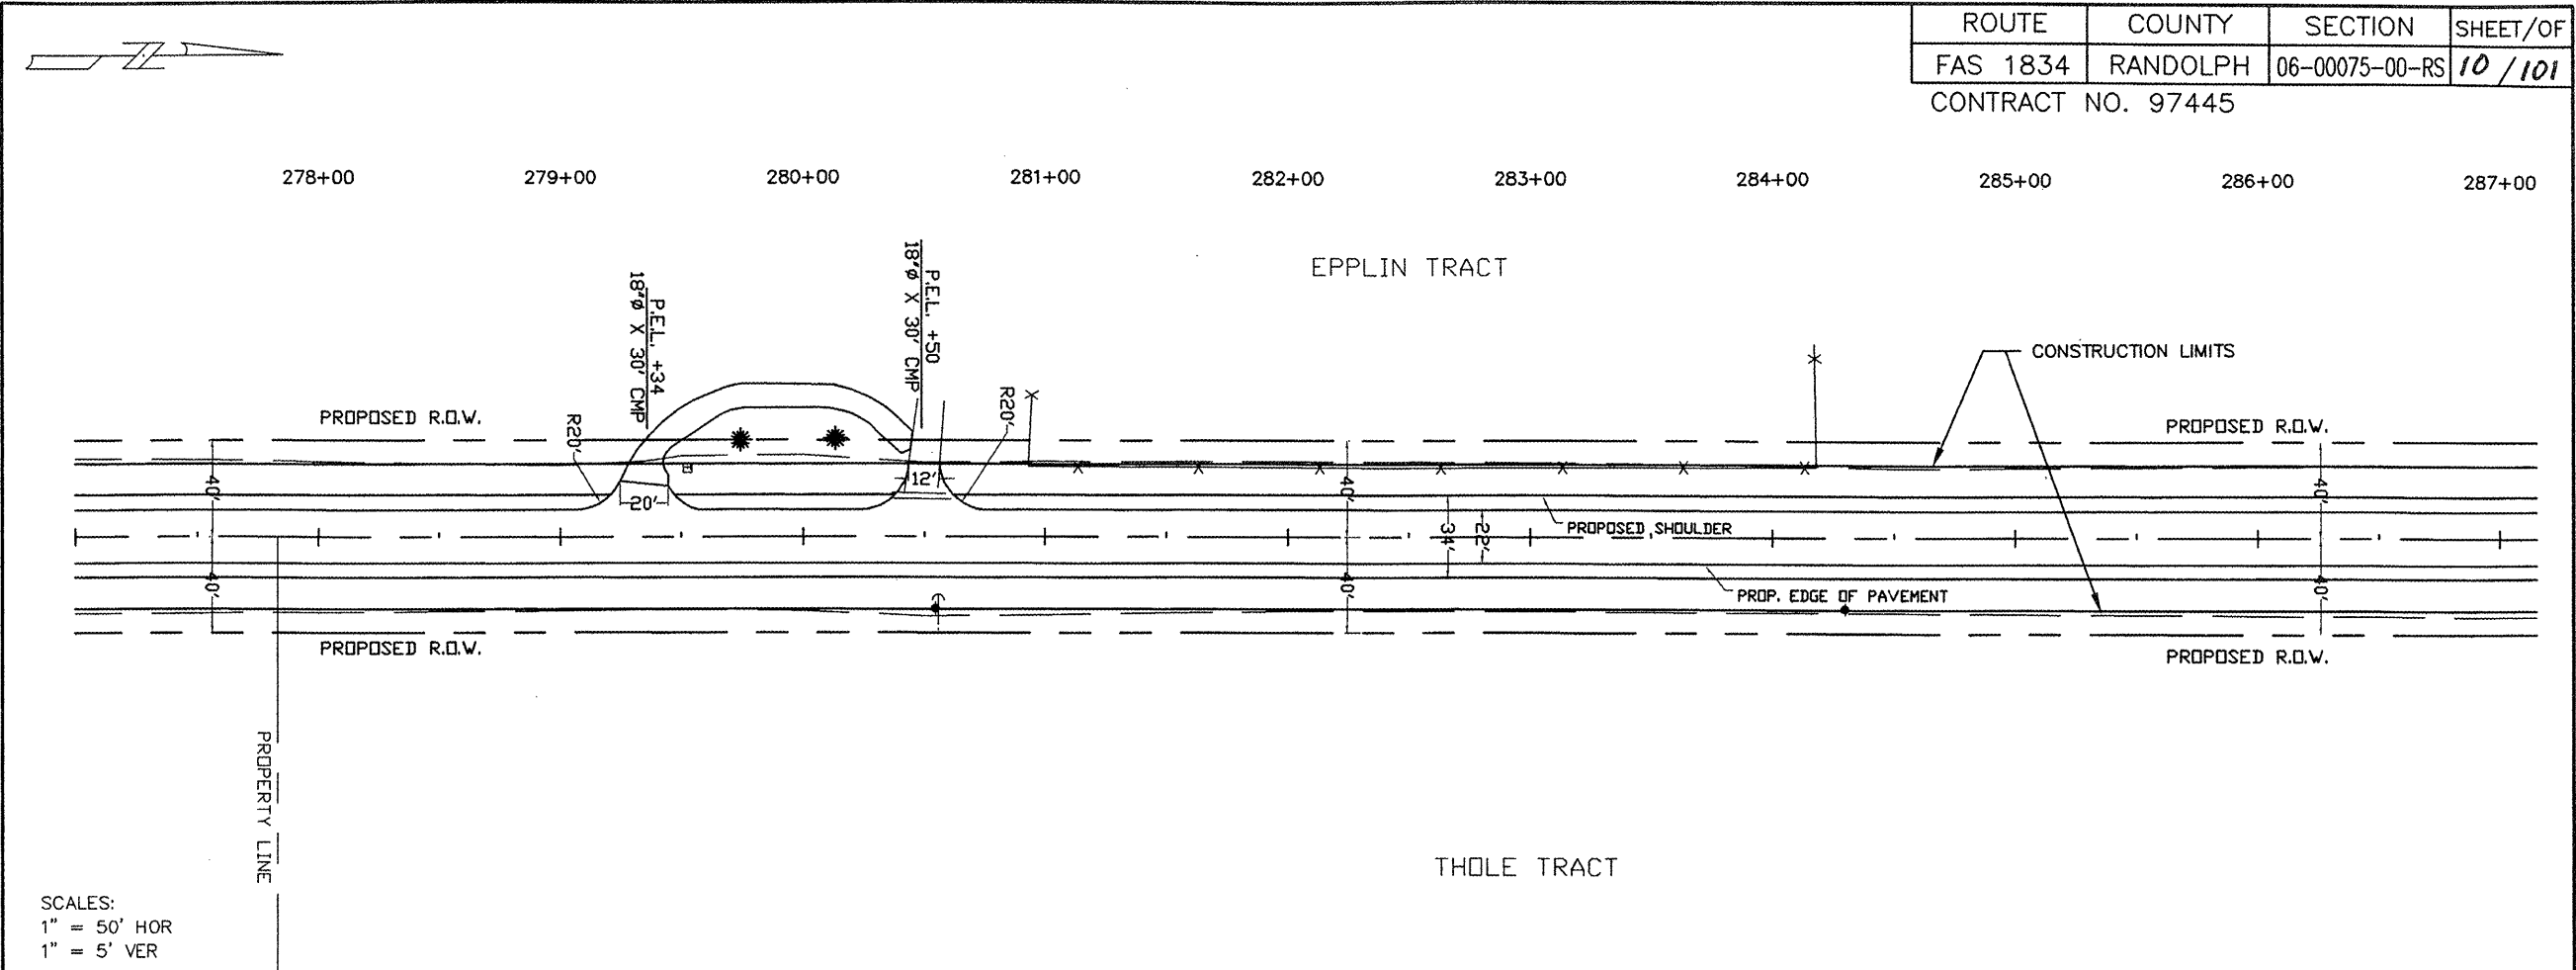 ROUTE COUNTY SECTION SHEET/OF
FAS 1834 RANDOLPH 06-00075-00-RS 10/101
CONTRACT NO. 97445
278+00 279+00 280+00 281+00 282+00 283+00 284+00 285+00 286+00 287+00
EPPLIN TRACT
P.E.L. +34
18"ø X 30' CMP
P.E.L. +50
18"ø X 30' CMP
CONSTRUCTION LIMITS
PROPOSED R.O.W.
R20'
R20'
PROPOSED R.O.W.
40'
20'
12'
40'
40'
34'
22'
PROPOSED SHOULDER
40'
40'
40'
PROP. EDGE OF PAVEMENT
PROPOSED R.O.W.
PROPOSED R.O.W.
PROPERTY LINE
THOLE TRACT
SCALES:
1" = 50' HOR
1" = 5' VER